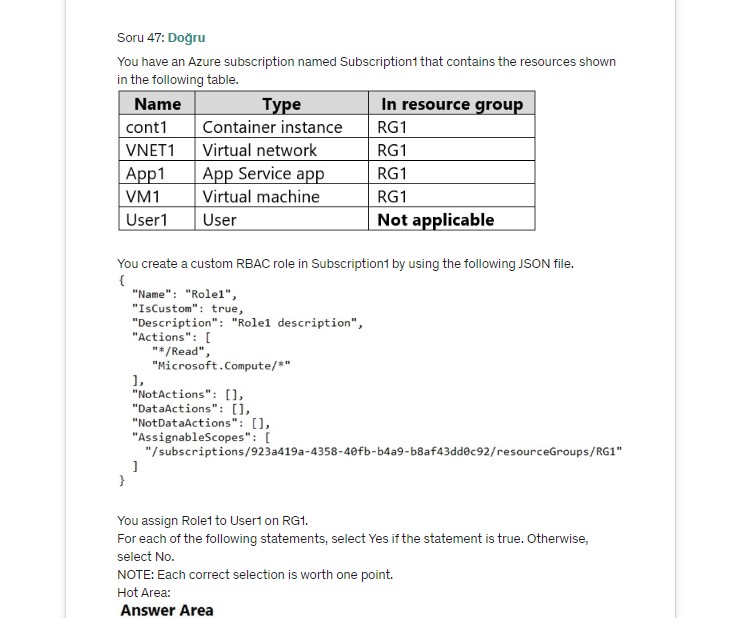 Soru 47: Doğru
You have an Azure subscription named Subscription1 that contains the resources shown
in the following table.
Name Type In resource group
cont1 Container instance RG1
VNET1 Virtual network RG1
App1 App Service app RG1
VM1 Virtual machine RG1
User1 User Not applicable
You create a custom RBAC role in Subscription1 by using the following JSON file.
{
"Name": "Role1",
"IsCustom": true,
"Description": "Role1 description",
"Actions": [
"*/Read",
"Microsoft.Compute/*"
],
"NotActions": [],
"DataActions": [],
"NotDataActions": [],
"AssignableScopes": [
"/subscriptions/923a419a-4358-40fb-b4a9-b8af43dd0c92/resourceGroups/RG1"
]
}
You assign Role1 to User1 on RG1.
For each of the following statements, select Yes if the statement is true. Otherwise,
select No.
NOTE: Each correct selection is worth one point.
Hot Area:
Answer Area